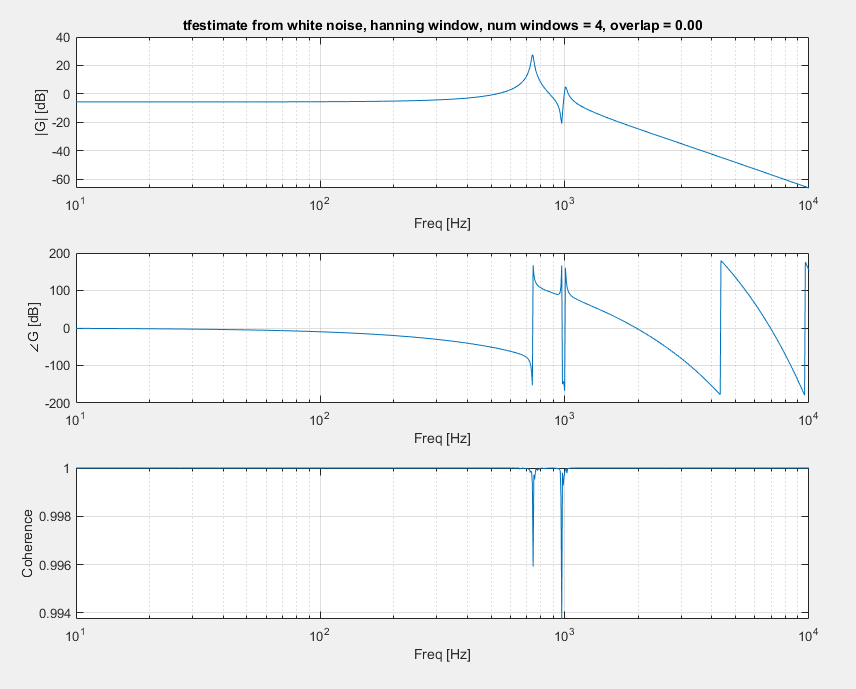 tfestimate from white noise, hanning window, num windows = 4, overlap = 0.00
40
20
0
-20
-40
-60
|G| [dB]
10^1 10^2 10^3 10^4
Freq [Hz]
200
100
0
-100
-200
∠G [dB]
10^1 10^2 10^3 10^4
Freq [Hz]
1
0.998
0.996
0.994
Coherence
10^1 10^2 10^3 10^4
Freq [Hz]